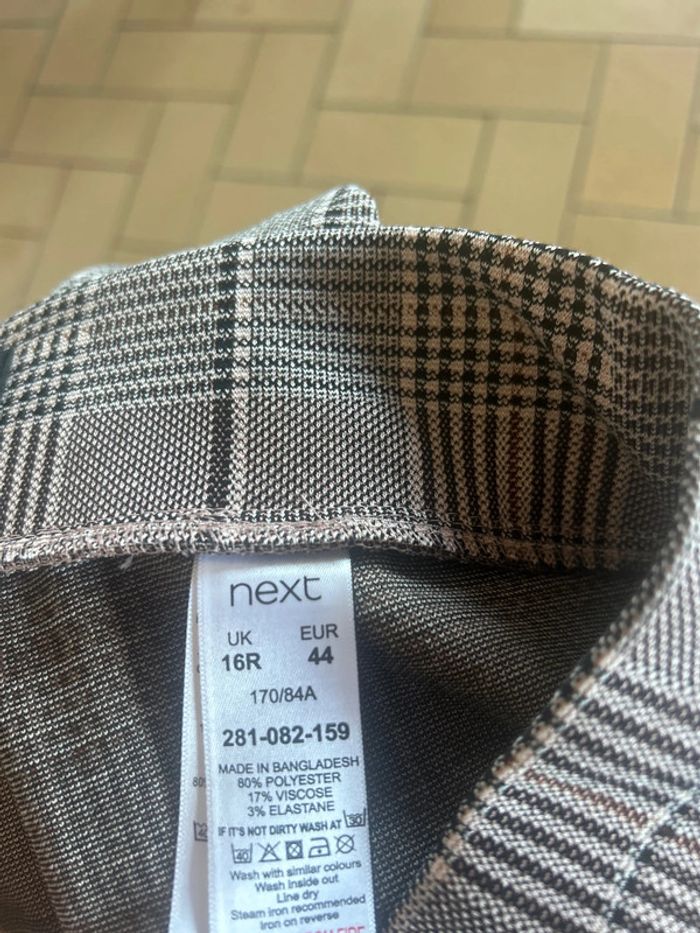 next
UK EUR
16R 44
170/84A
281-082-159
MADE IN BANGLADESH
80% POLYESTER
17% VISCOSE
3% ELASTANE
IF IT'S NOT DIRTY WASH AT 30
40
Wash with similar colours
Wash inside out
Line dry
Steam iron recommended
Iron on reverse
80%